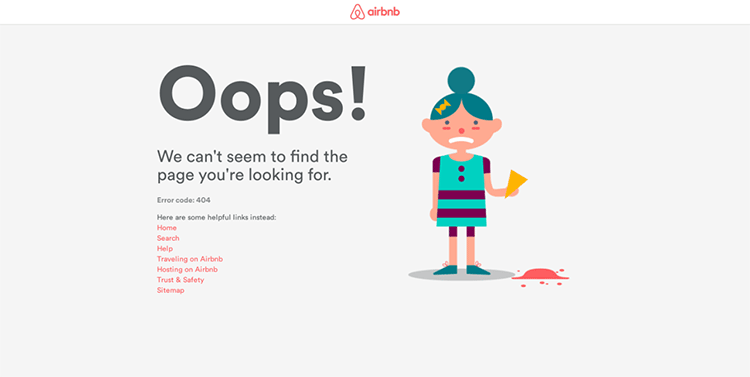 airbnb
Oops!
We can't seem to find the
page you're looking for.
Error code: 404
Here are some helpful links instead:
Home
Search
Help
Traveling on Airbnb
Hosting on Airbnb
Trust & Safety
Sitemap